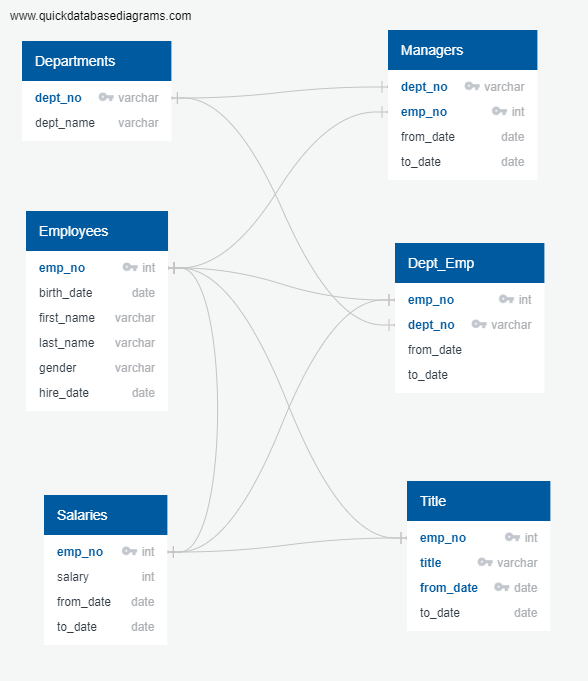 www.quickdatabasediagrams.com
Departments
dept_no varchar
dept_name varchar
Managers
dept_no varchar
emp_no int
from_date date
to_date date
Employees
emp_no int
birth_date date
first_name varchar
last_name varchar
gender varchar
hire_date date
Dept_Emp
emp_no int
dept_no varchar
from_date
to_date
Salaries
emp_no int
salary int
from_date date
to_date date
Title
emp_no int
title varchar
from_date date
to_date date